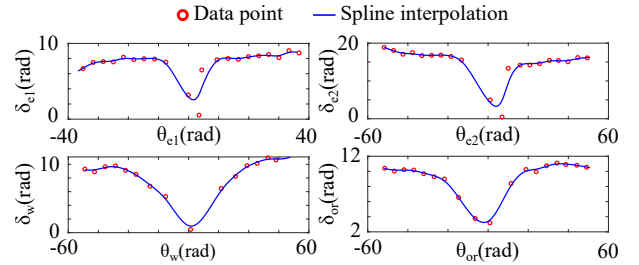 Data point Spline interpolation
10
δe1(rad)
0
-40
θe1(rad)
40
20
δe2(rad)
0
-60
θe2(rad)
60
10
δw(rad)
0
-60
θw(rad)
60
12
δor(rad)
2
-60
θor(rad)
60